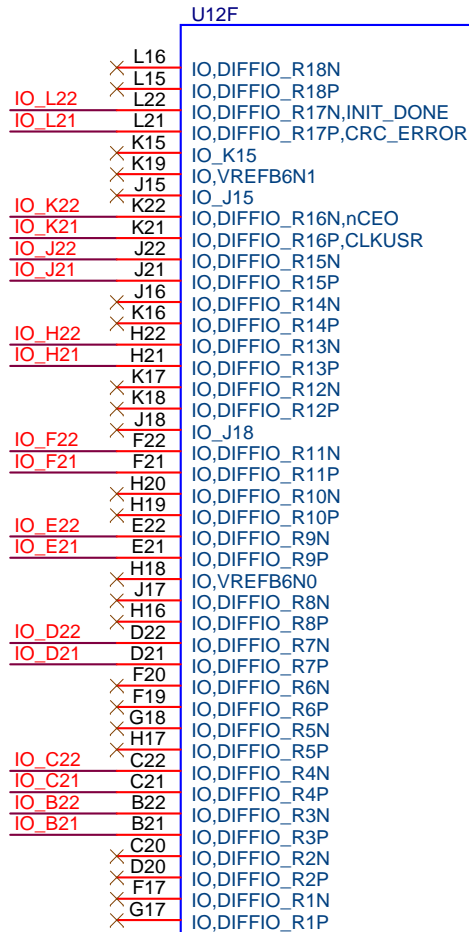 U12F
L16 IO,DIFFIO_R18N
L15 IO,DIFFIO_R18P
IO_L22 L22 IO,DIFFIO_R17N,INIT_DONE
IO_L21 L21 IO,DIFFIO_R17P,CRC_ERROR
K15 IO_K15
K19 IO,VREFB6N1
J15 IO_J15
IO_K22 K22 IO,DIFFIO_R16N,nCEO
IO_K21 K21 IO,DIFFIO_R16P,CLKUSR
IO_J22 J22 IO,DIFFIO_R15N
IO_J21 J21 IO,DIFFIO_R15P
J16 IO,DIFFIO_R14N
K16 IO,DIFFIO_R14P
IO_H22 H22 IO,DIFFIO_R13N
IO_H21 H21 IO,DIFFIO_R13P
K17 IO,DIFFIO_R12N
K18 IO,DIFFIO_R12P
J18 IO_J18
IO_F22 F22 IO,DIFFIO_R11N
IO_F21 F21 IO,DIFFIO_R11P
H20 IO,DIFFIO_R10N
H19 IO,DIFFIO_R10P
IO_E22 E22 IO,DIFFIO_R9N
IO_E21 E21 IO,DIFFIO_R9P
H18 IO,VREFB6N0
J17 IO,DIFFIO_R8N
H16 IO,DIFFIO_R8P
IO_D22 D22 IO,DIFFIO_R7N
IO_D21 D21 IO,DIFFIO_R7P
F20 IO,DIFFIO_R6N
F19 IO,DIFFIO_R6P
G18 IO,DIFFIO_R5N
H17 IO,DIFFIO_R5P
IO_C22 C22 IO,DIFFIO_R4N
IO_C21 C21 IO,DIFFIO_R4P
IO_B22 B22 IO,DIFFIO_R3N
IO_B21 B21 IO,DIFFIO_R3P
C20 IO,DIFFIO_R2N
D20 IO,DIFFIO_R2P
F17 IO,DIFFIO_R1N
G17 IO,DIFFIO_R1P